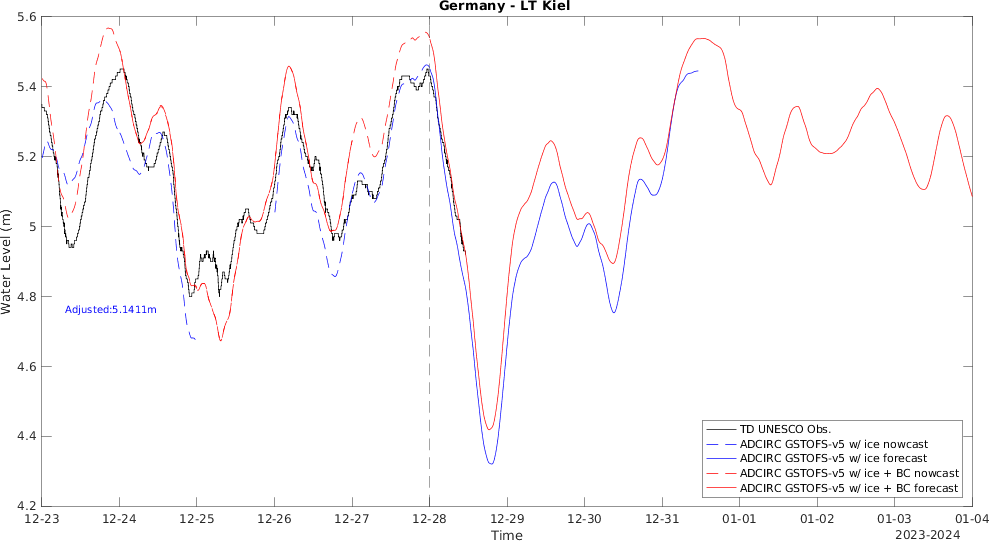 Germany - LT Kiel
5.6
5.4
5.2
5
4.8
4.6
4.4
4.2
Water Level (m)
Adjusted:5.1411m
TD UNESCO Obs.
ADCIRC GSTOFS-v5 w/ ice nowcast
ADCIRC GSTOFS-v5 w/ ice forecast
ADCIRC GSTOFS-v5 w/ ice + BC nowcast
ADCIRC GSTOFS-v5 w/ ice + BC forecast
12-23 12-24 12-25 12-26 12-27 12-28 12-29 12-30 12-31 01-01 01-02 01-03 01-04
Time
2023-2024